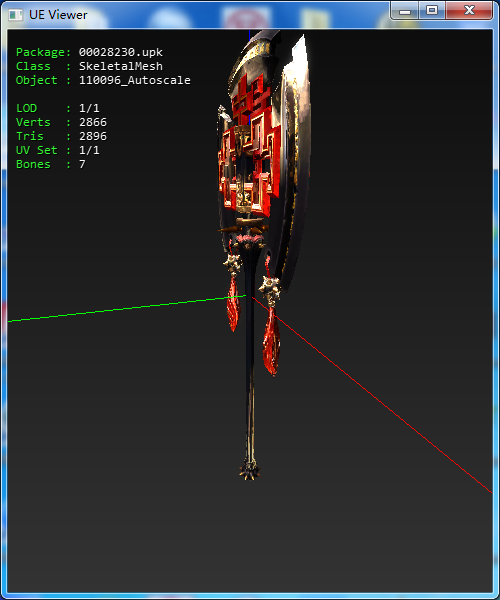 UE Viewer
Package: 00028230.upk
Class : SkeletalMesh
Object : 110096_Autoscale
LOD : 1/1
Verts : 2866
Tris : 2896
UV Set : 1/1
Bones : 7